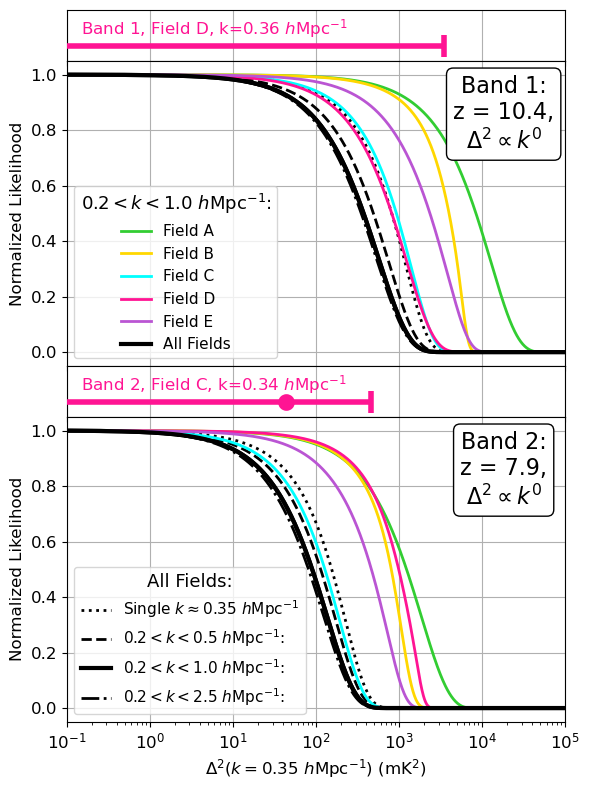 Band 1, Field D, k=0.36 hMpc⁻¹
1.0
Band 1:
z = 10.4,
Δ² ∝ k⁰
0.8
0.6
0.4
0.2
0.0
Normalized Likelihood
0.2 < k < 1.0 hMpc⁻¹:
Field A
Field B
Field C
Field D
Field E
All Fields
Band 2, Field C, k=0.34 hMpc⁻¹
1.0
Band 2:
z = 7.9,
Δ² ∝ k⁰
0.8
0.6
0.4
0.2
0.0
Normalized Likelihood
All Fields:
Single k ≈ 0.35 hMpc⁻¹
0.2 < k < 0.5 hMpc⁻¹:
0.2 < k < 1.0 hMpc⁻¹:
0.2 < k < 2.5 hMpc⁻¹:
10⁻¹ 10⁰ 10¹ 10² 10³ 10⁴ 10⁵
Δ²(k = 0.35 hMpc⁻¹) (mK²)